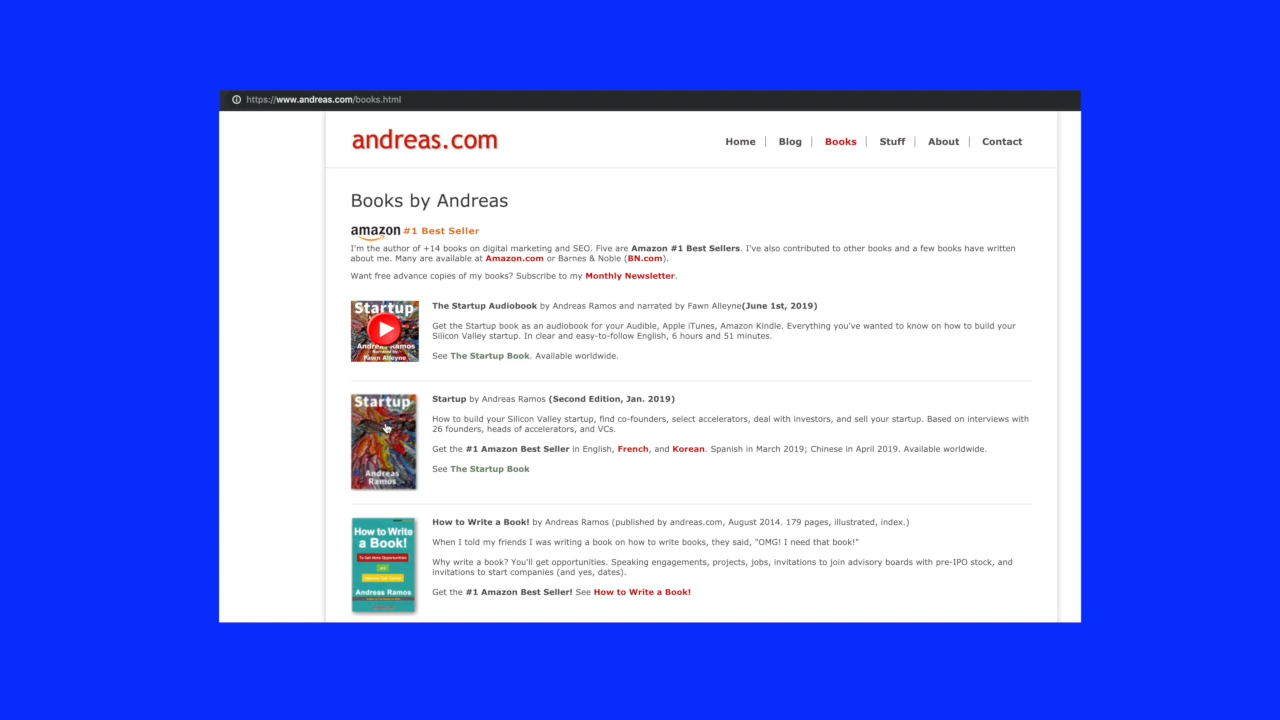 https://www.andreas.com/books.html
andreas.com
Home Blog Books Stuff About Contact
Books by Andreas
amazon #1 Best Seller
I'm the author of +14 books on digital marketing and SEO. Five are Amazon #1 Best Sellers. I've also contributed to other books and a few books have written
about me. Many are available at Amazon.com or Barnes & Noble (BN.com).
Want free advance copies of my books? Subscribe to my Monthly Newsletter.
Startup
Andreas Ramos
Narrated by
Fawn Alleyne
The Startup Audiobook by Andreas Ramos and narrated by Fawn Alleyne(June 1st, 2019)
Get the Startup book as an audiobook for your Audible, Apple iTunes, Amazon Kindle. Everything you've wanted to know on how to build your
Silicon Valley startup. In clear and easy-to-follow English, 6 hours and 51 minutes.
See The Startup Book. Available worldwide.
Startup
Andreas
Ramos
Startup by Andreas Ramos (Second Edition, Jan. 2019)
How to build your Silicon Valley startup, find co-founders, select accelerators, deal with investors, and sell your startup. Based on interviews with
26 founders, heads of accelerators, and VCs.
Get the #1 Amazon Best Seller in English, French, and Korean. Spanish in March 2019; Chinese in April 2019. Available worldwide.
See The Startup Book
How to Write
a Book!
To Get More Opportunities
and
Andreas Ramos
How to Write a Book! by Andreas Ramos (published by andreas.com, August 2014. 179 pages, illustrated, index.)
When I told my friends I was writing a book on how to write books, they said, "OMG! I need that book!"
Why write a book? You'll get opportunities. Speaking engagements, projects, jobs, invitations to join advisory boards with pre-IPO stock, and
invitations to start companies (and yes, dates).
Get the #1 Amazon Best Seller! See How to Write a Book!